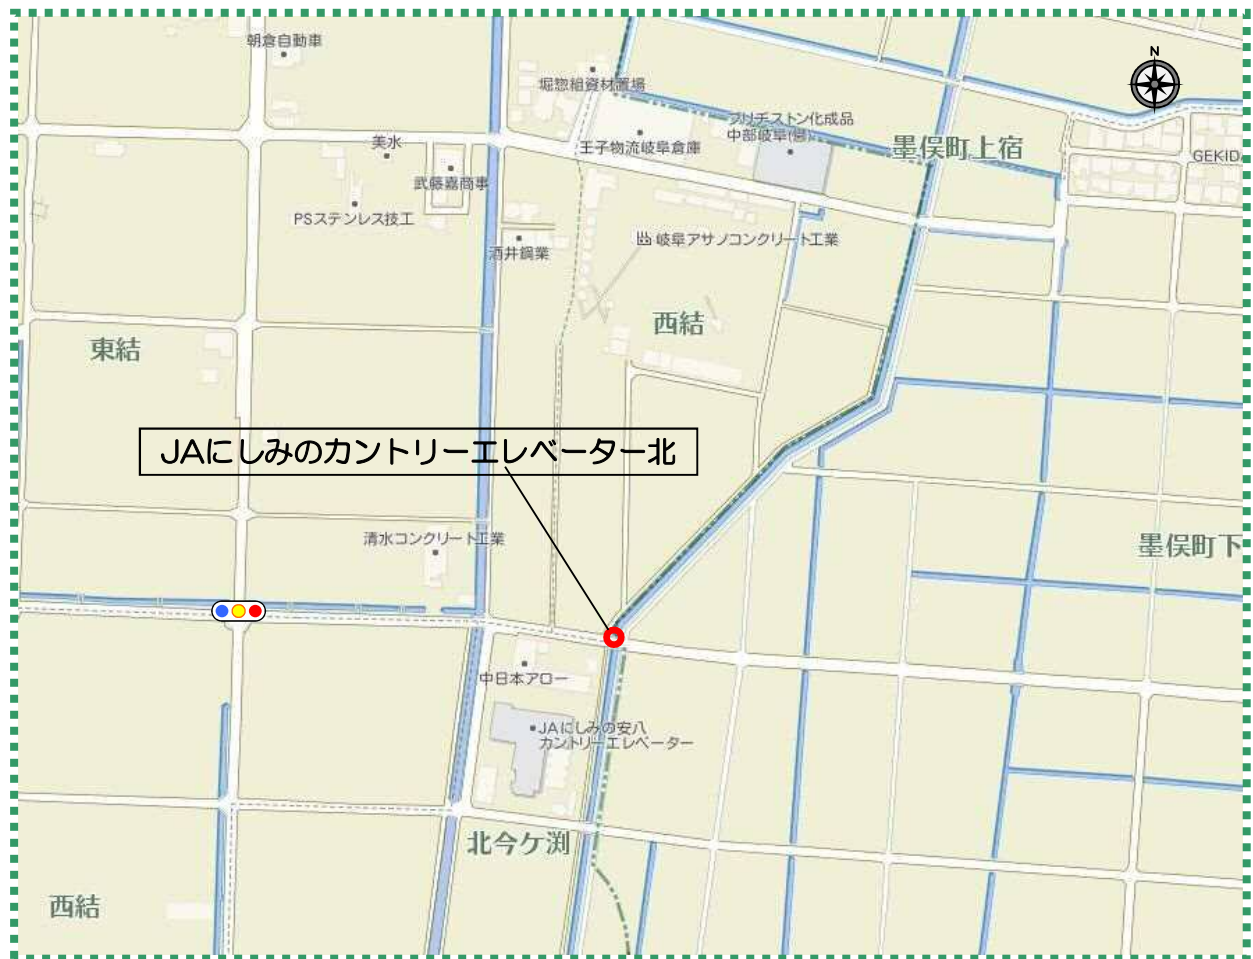 朝倉自動車
N
堀惣組資材置場
ブリヂストン化成品
中部岐阜(営)
美水
王子物流岐阜倉庫
墨俣町上宿
GEKID
武藤嘉商事
PSステンレス技工
酒井鋼業
岐阜アサノコンクリート工業
西結
東結
JAにしみのカントリーエレベーター北
清水コンクリート工業
墨俣町下
中日本アロー
JAにしみの安八
カントリーエレベーター
北今ケ渕
西結